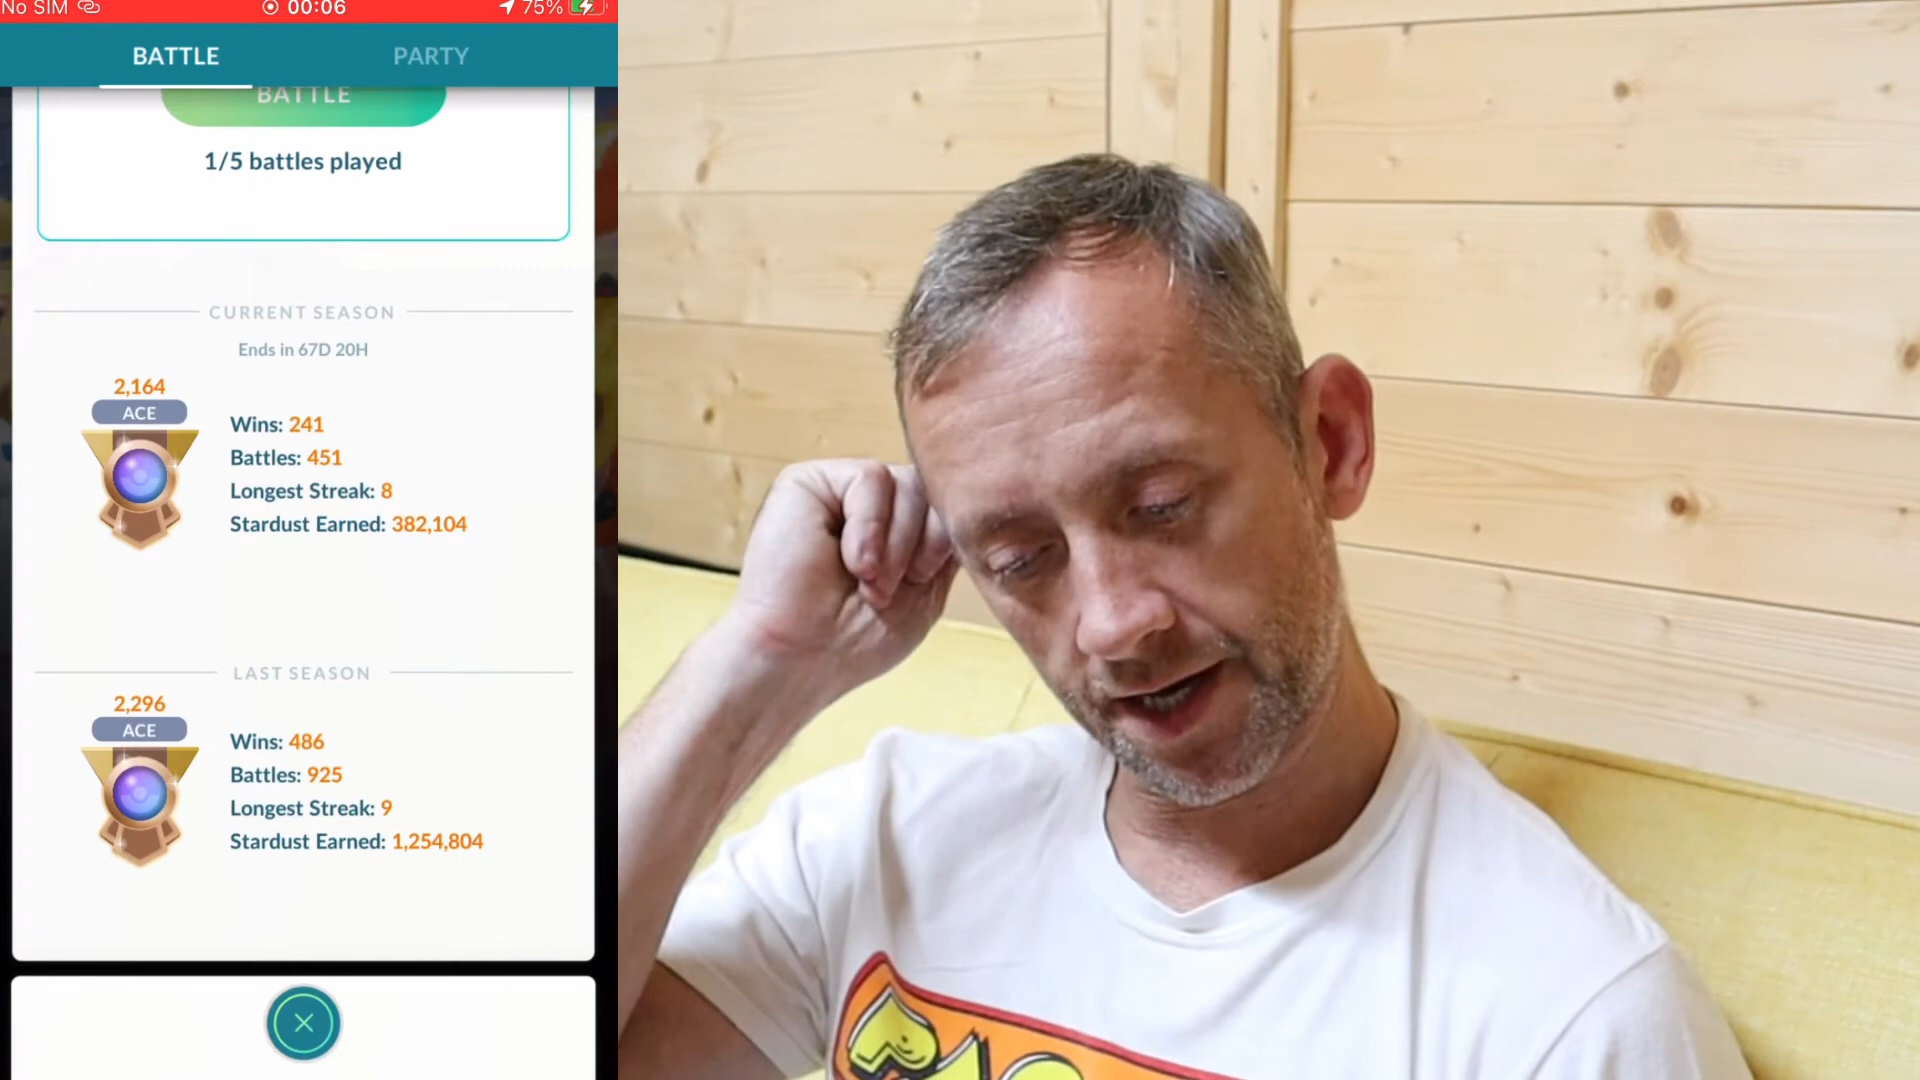 No SIM 00:06 75%
BATTLE PARTY
BATTLE
1/5 battles played
CURRENT SEASON
Ends in 67D 20H
2,164
ACE
Wins: 241
Battles: 451
Longest Streak: 8
Stardust Earned: 382,104
LAST SEASON
2,296
ACE
Wins: 486
Battles: 925
Longest Streak: 9
Stardust Earned: 1,254,804